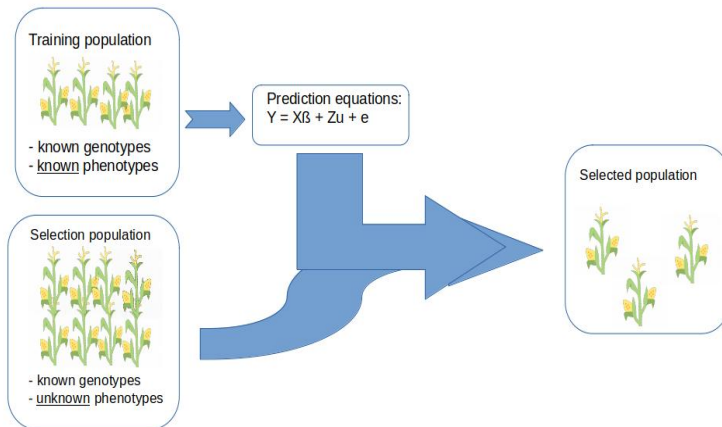 Training population
- known genotypes
- known phenotypes
Prediction equations:
Y = Xß + Zu + e
Selection population
- known genotypes
- unknown phenotypes
Selected population